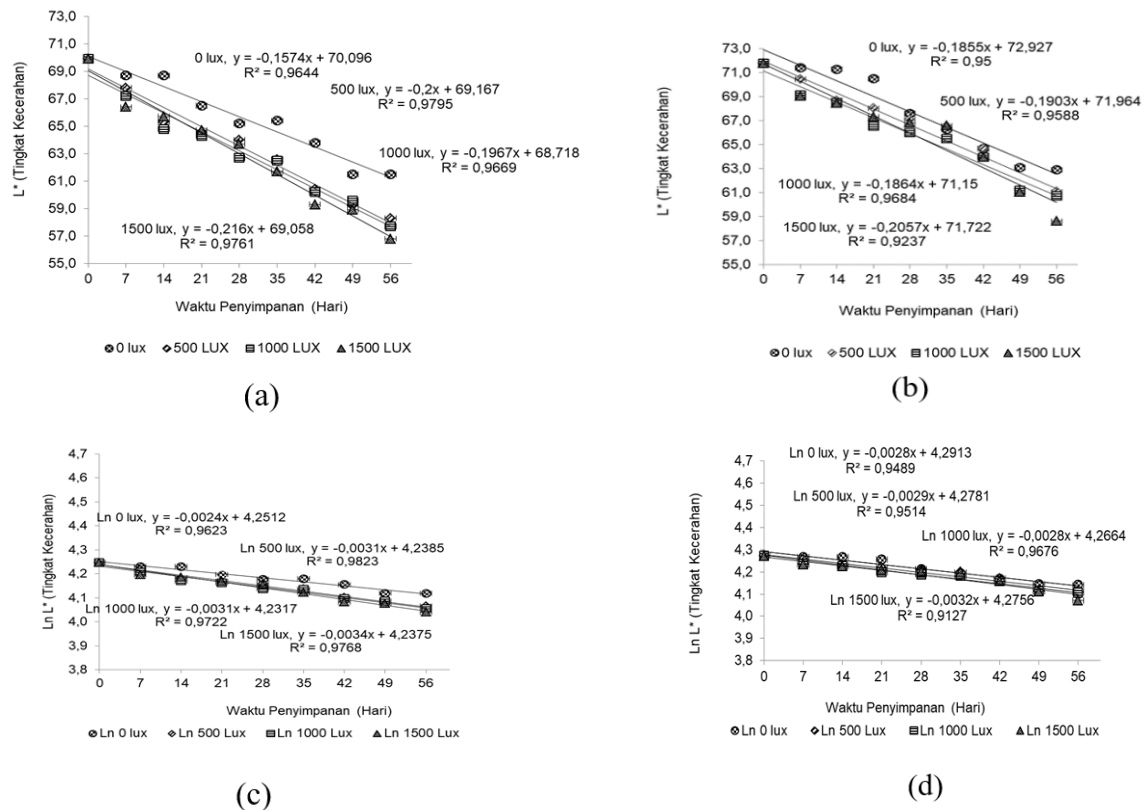 (a)
73,0
71,0
69,0
67,0
65,0
63,0
61,0
59,0
57,0
55,0
L* (Tingkat Kecerahan)
0 lux, y = -0,1574x + 70,096
R² = 0,9644
500 lux, y = -0,2x + 69,167
R² = 0,9795
1000 lux, y = -0,1967x + 68,718
R² = 0,9669
1500 lux, y = -0,216x + 69,058
R² = 0,9761
0 7 14 21 28 35 42 49 56
Waktu Penyimpanan (Hari)
0 lux 500 LUX 1000 LUX 1500 LUX
(a)
(b)
73,0
71,0
69,0
67,0
65,0
63,0
61,0
59,0
57,0
55,0
L* (Tingkat Kecerahan)
0 lux, y = -0,1855x + 72,927
R² = 0,95
500 lux, y = -0,1903x + 71,964
R² = 0,9588
1000 lux, y = -0,1864x + 71,15
R² = 0,9684
1500 lux, y = -0,2057x + 71,722
R² = 0,9237
0 7 14 21 28 35 42 49 56
Waktu Penyimpanan (Hari)
0 lux 500 LUX 1000 LUX 1500 LUX
(b)
4,7
4,6
4,5
4,4
4,3
4,2
4,1
4,0
3,9
3,8
Ln L* (Tingkat Kecerahan)
Ln 0 lux, y = -0,0024x + 4,2512
R² = 0,9623
Ln 500 lux, y = -0,0031x + 4,2385
R² = 0,9823
Ln 1000 lux, y = -0,0031x + 4,2317
R² = 0,9722
Ln 1500 lux, y = -0,0034x + 4,2375
R² = 0,9768
0 7 14 21 28 35 42 49 56
Waktu Penyimpanan (Hari)
Ln 0 lux Ln 500 Lux Ln 1000 Lux Ln 1500 Lux
(c)
4,7
4,6
4,5
4,4
4,3
4,2
4,1
4,0
3,9
3,8
Ln L* (Tingkat Kecerahan)
Ln 0 lux, y = -0,0028x + 4,2913
R² = 0,9489
Ln 500 lux, y = -0,0029x + 4,2781
R² = 0,9514
Ln 1000 lux, y = -0,0028x + 4,2664
R² = 0,9676
Ln 1500 lux, y = -0,0032x + 4,2756
R² = 0,9127
0 7 14 21 28 35 42 49 56
Waktu Penyimpanan (Hari)
Ln 0 lux Ln 500 Lux Ln 1000 Lux Ln 1500 Lux
(d)